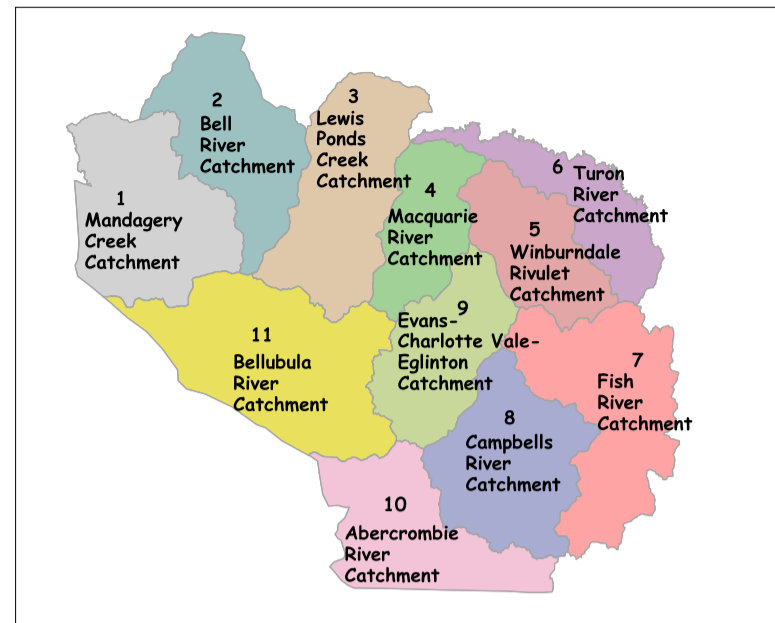 1
Mandagery
Creek
Catchment
2
Bell
River
Catchment
3
Lewis
Ponds
Creek
Catchment
4
Macquarie
River
Catchment
5
Winburndale
Rivulet
Catchment
6 Turon
River
Catchment
7
Fish
River
Catchment
8
Campbells
River
Catchment
9
Evans-
Charlotte Vale-
Eglinton
Catchment
10
Abercrombie
River
Catchment
11
Bellubula
River
Catchment